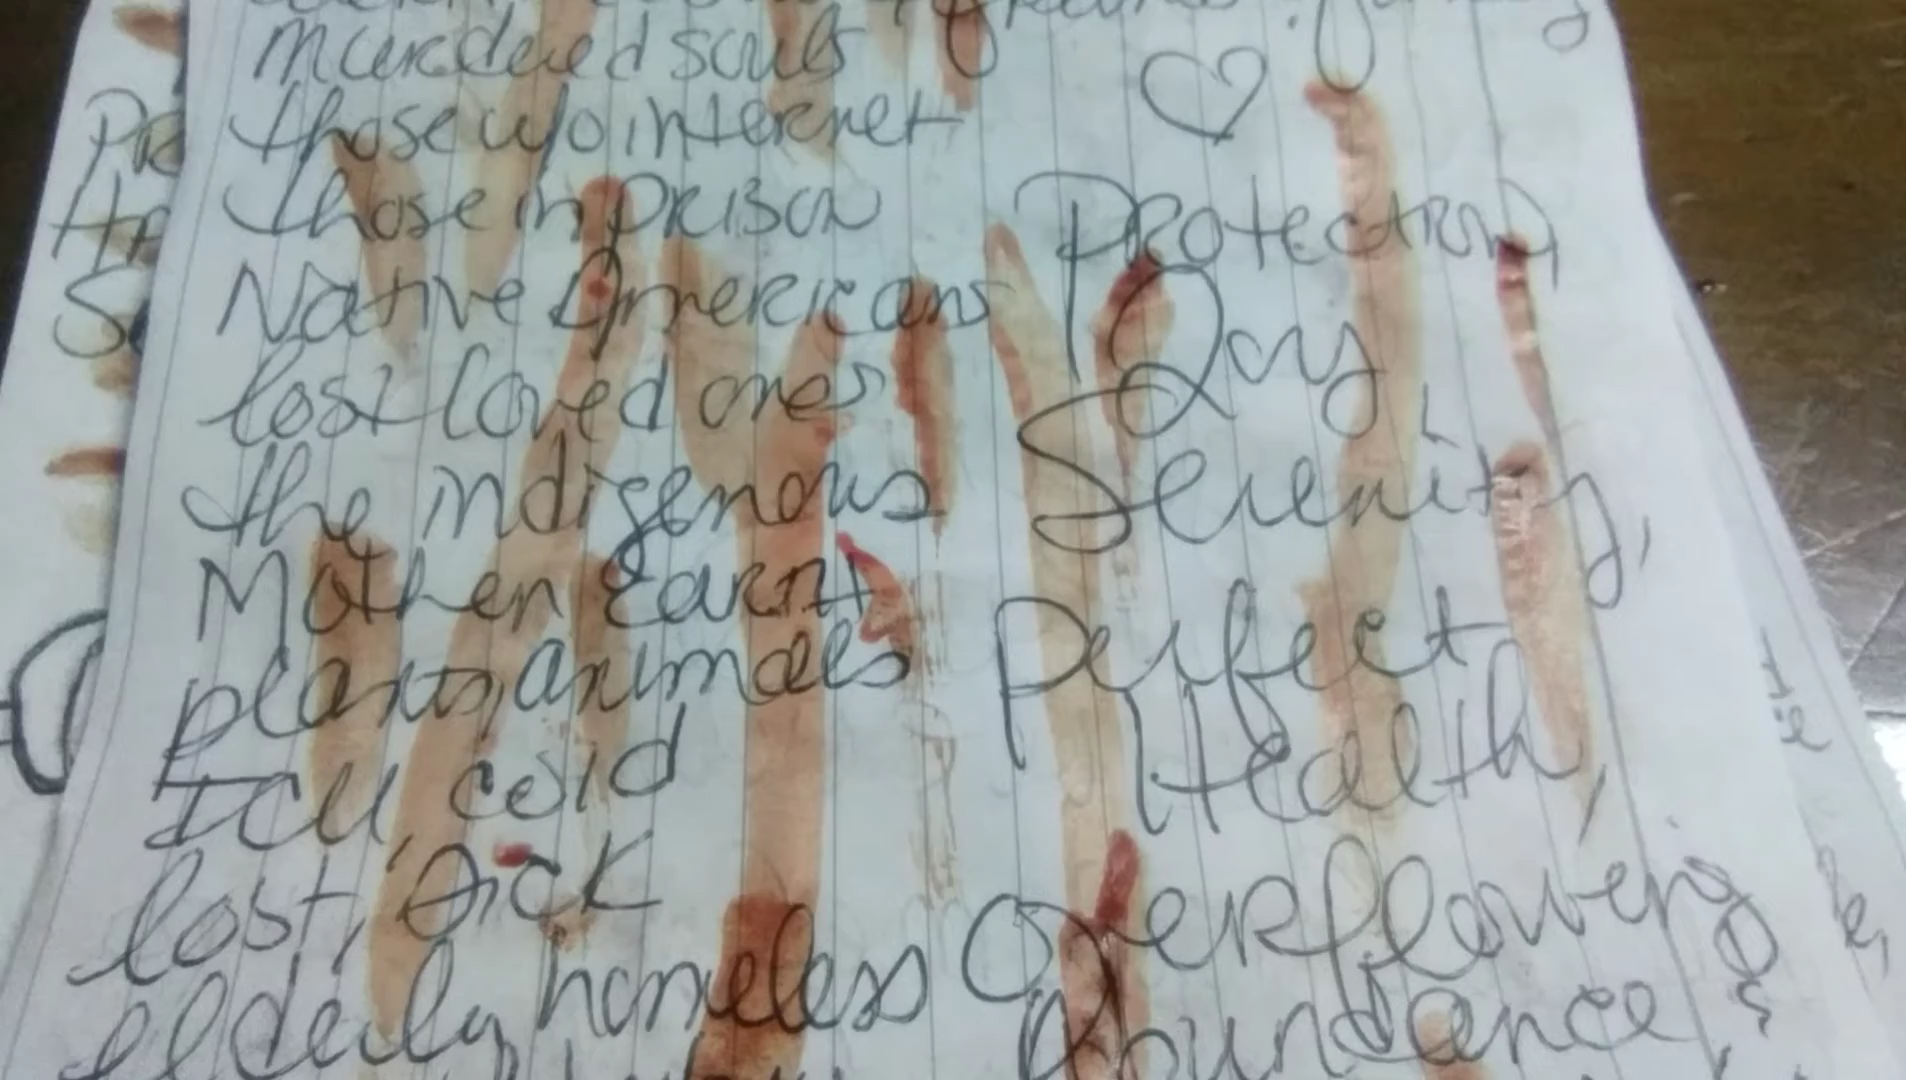 murdered souls
those w/o internet
those in prison
Native Americans
lost loved ones
the indigenous
Mother Earth
plants, animals
ICU, cold
lost, sick
elderly homeless
Protection,
Joy,
Serenity,
Perfect
Health,
Overflowing
Abundance &